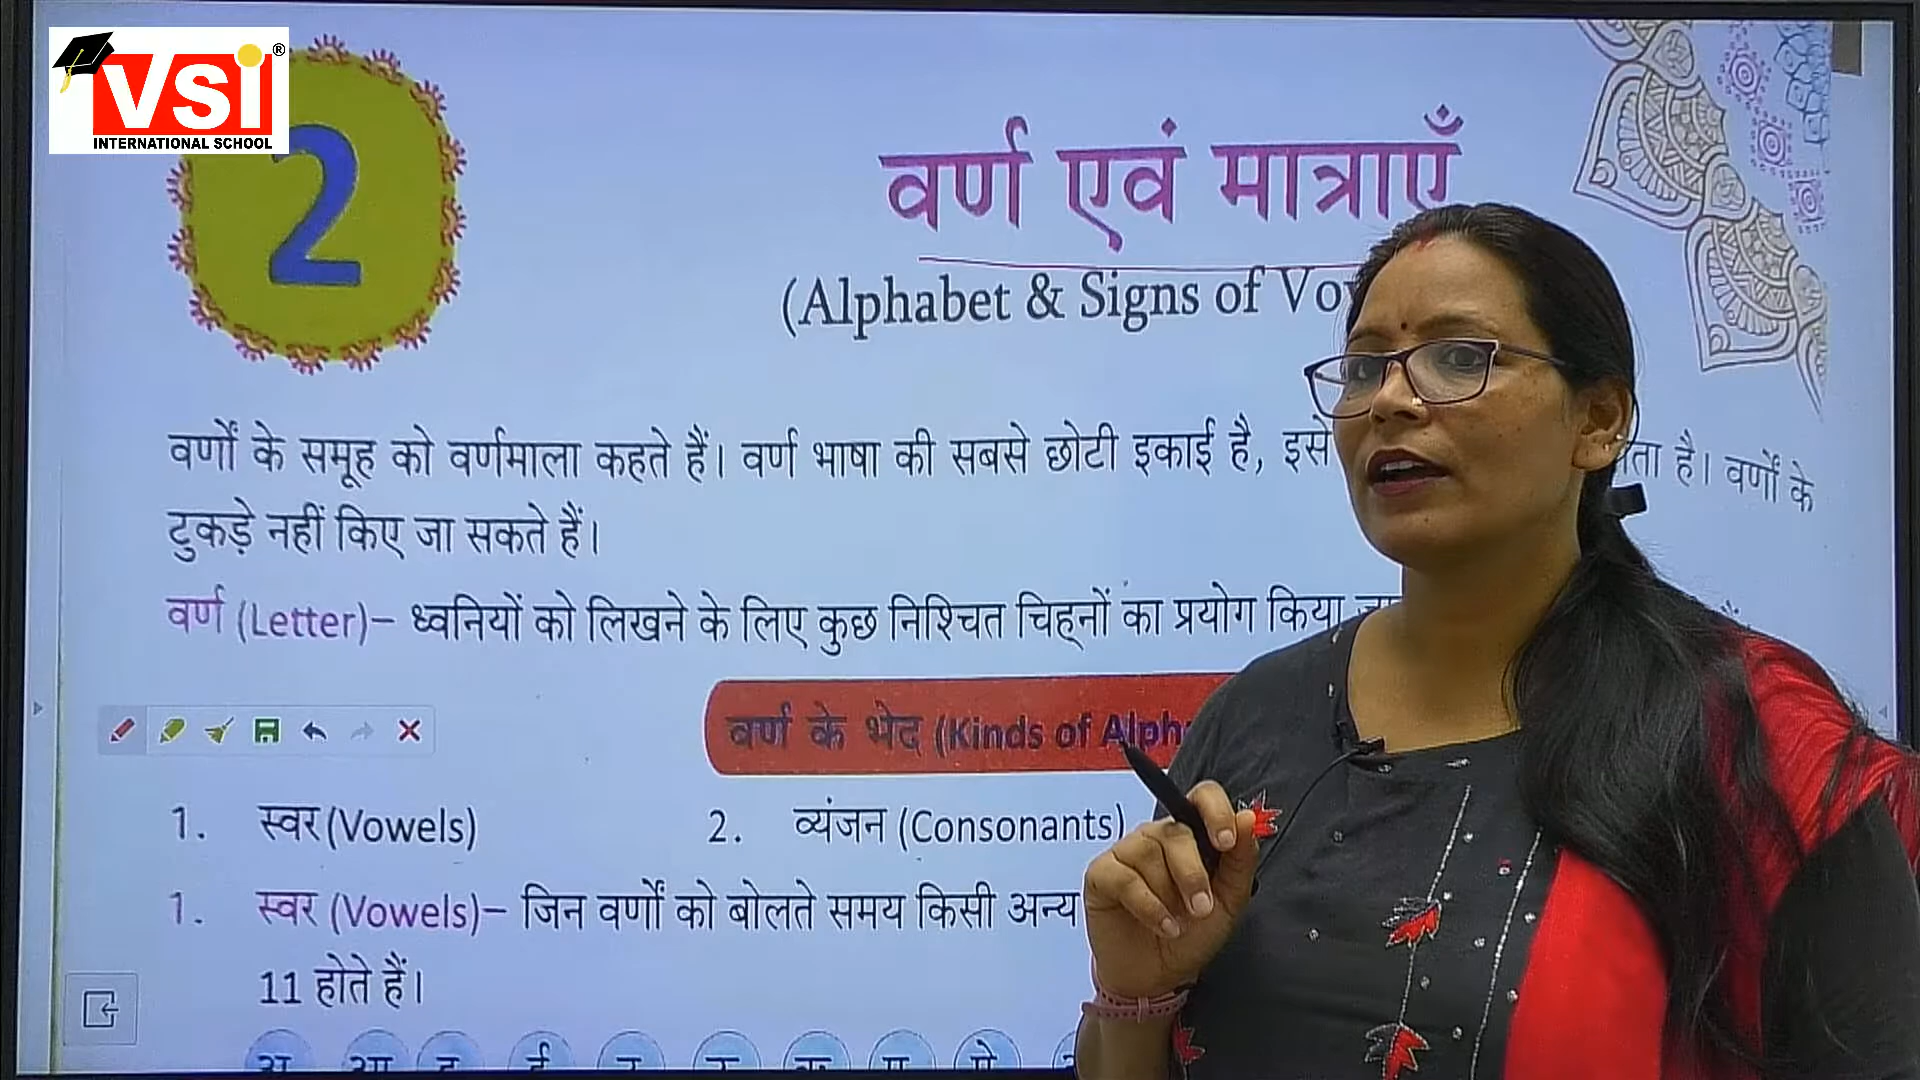 VSI ®
INTERNATIONAL SCHOOL
2
वर्ण एवं मात्राएँ
(Alphabet & Signs of
वर्णों के समूह को वर्णमाला कहते हैं। वर्ण भाषा की सबसे छोटी इकाई है, इसे है। वर्णों के
टुकड़े नहीं किए जा सकते हैं।
वर्ण (Letter)– ध्वनियों को लिखने के लिए कुछ निश्चित चिह्नों का प्रयोग किया
वर्ण के भेद (Kinds of
1. स्वर (Vowels) 2. व्यंजन (Consonants)
1. स्वर (Vowels)– जिन वर्णों को बोलते समय किसी अन्य
11 होते हैं।